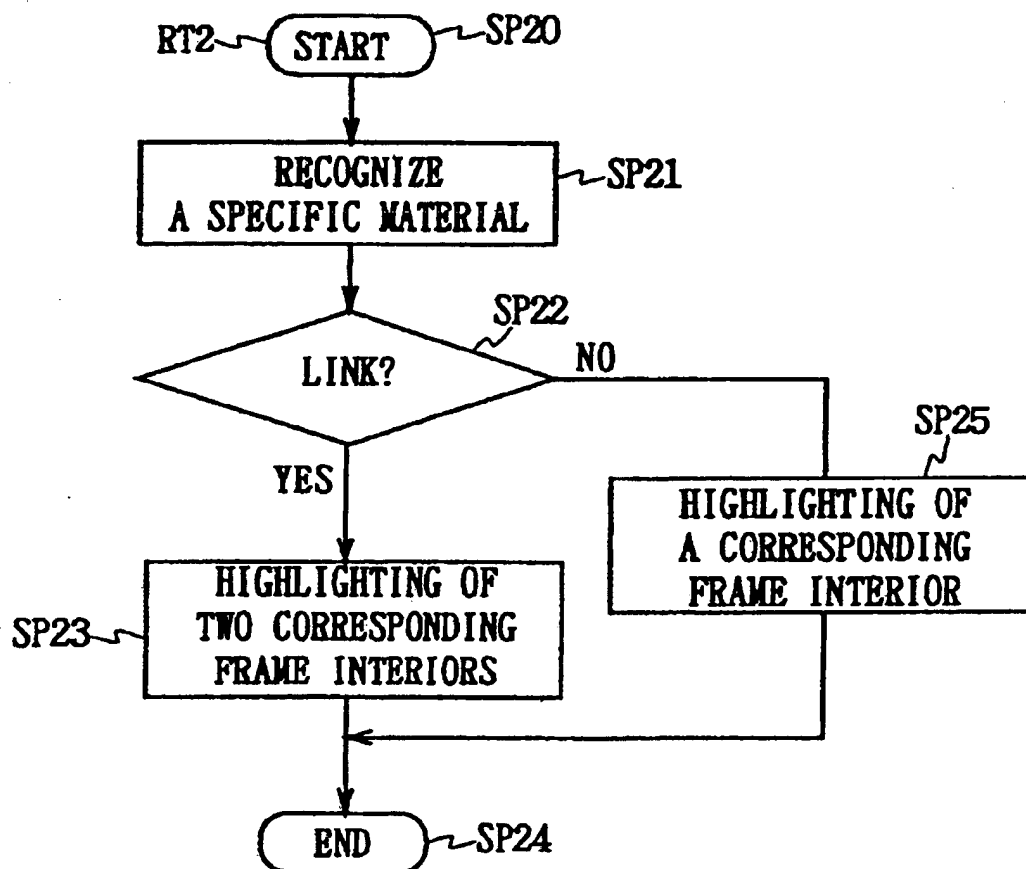 RT2 START SP20
RECOGNIZE
A SPECIFIC MATERIAL
SP21
SP22
LINK?
NO
YES
SP25
HIGHLIGHTING OF
A CORRESPONDING
FRAME INTERIOR
HIGHLIGHTING OF
TWO CORRESPONDING
FRAME INTERIORS
SP23
END SP24